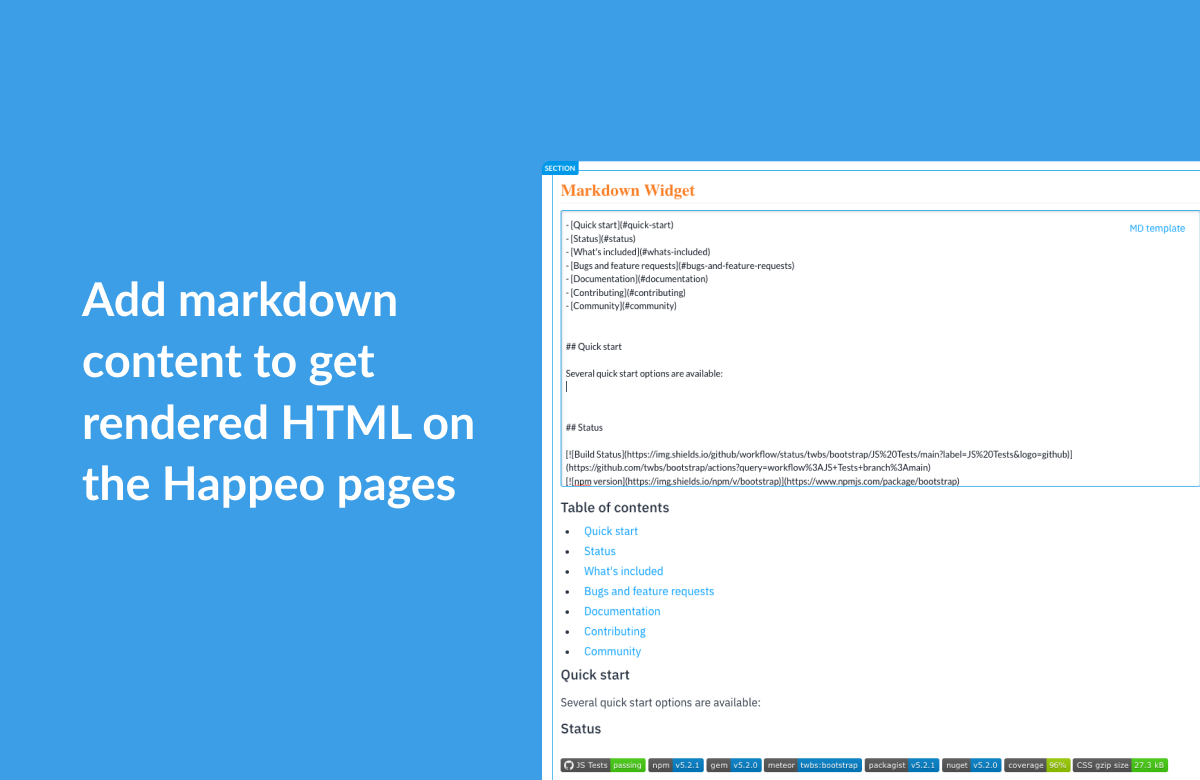 Add markdown
content to get
rendered HTML on
the Happeo pages
SECTION
Markdown Widget
MD template
- [Quick start](#quick-start)
- [Status](#status)
- [What's included](#whats-included)
- [Bugs and feature requests](#bugs-and-feature-requests)
- [Documentation](#documentation)
- [Contributing](#contributing)
- [Community](#community)
## Quick start
Several quick start options are available:
## Status
[![Build Status](https://img.shields.io/github/workflow/status/twbs/bootstrap/JS%20Tests/main?label=JS%20Tests&logo=github)]
(https://github.com/twbs/bootstrap/actions?query=workflow%3AJS+Tests+branch%3Amain)
[![npm version](https://img.shields.io/npm/v/bootstrap)](https://www.npmjs.com/package/bootstrap)
Table of contents
• Quick start
• Status
• What's included
• Bugs and feature requests
• Documentation
• Contributing
• Community
Quick start
Several quick start options are available:
Status
JS Tests passing npm v5.2.1 gem v5.2.0 meteor twbs:bootstrap packagist v5.2.1 nuget v5.2.0 coverage 96% CSS gzip size 27.3 kB